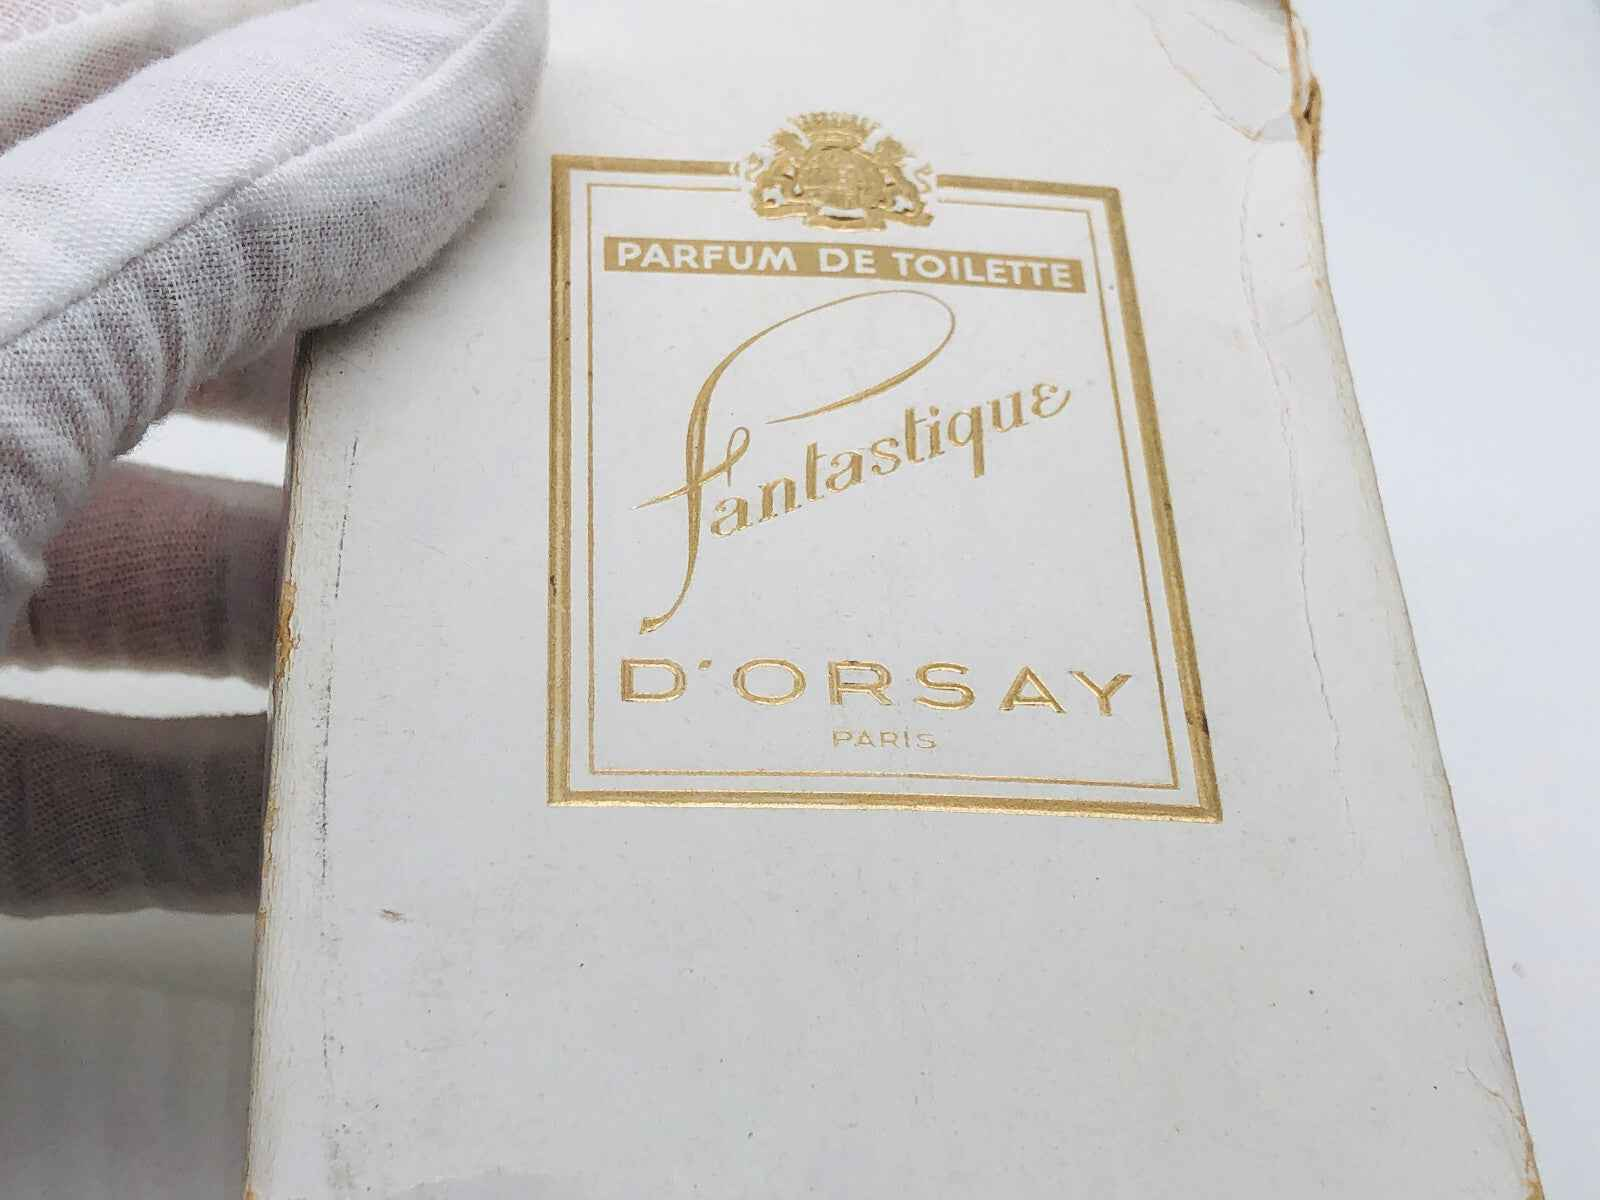 PARFUM DE TOILETTE
Fantastique
D'ORSAY
PARIS